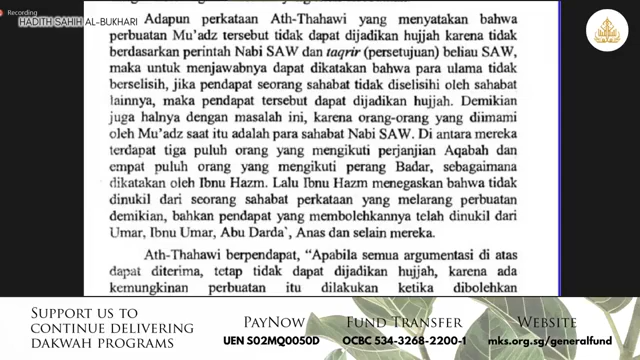 Recording
HADITH SAHIH AL-BUKHARI
Adapun perkataan Ath-Thahawi yang menyatakan bahwa
perbuatan Mu'adz tersebut tidak dapat dijadikan hujjah karena tidak
berdasarkan perintah Nabi SAW dan taqrir (persetujuan) beliau SAW,
maka untuk menjawabnya dapat dikatakan bahwa para ulama tidak
berselisih, jika pendapat seorang sahabat tidak diselisihi oleh sahabat
lainnya, maka pendapat tersebut dapat dijadikan hujjah. Demikian
juga halnya dengan masalah ini, karena orang-orang yang diimami
oleh Mu'adz saat itu adalah para sahabat Nabi SAW. Di antara mereka
terdapat tiga puluh orang yang mengikuti perjanjian Aqabah dan
empat puluh orang yang mengikuti perang Badar, sebagaimana
dikatakan oleh Ibnu Hazm. Lalu Ibnu Hazm menegaskan bahwa tidak
dinukil dari seorang sahabat perkataan yang melarang perbuatan
demikian, bahkan pendapat yang membolehkannya telah dinukil dari
Umar, Ibnu Umar, Abu Darda`, Anas dan selain mereka.
Ath-Thahawi berpendapat, "Apabila semua argumentasi di atas
dapat diterima, tetap tidak dapat dijadikan hujjah, karena ada
kemungkinan perbuatan itu dilakukan ketika dibolehkan
SUPPORT US TO
CONTINUE DELIVERING
DAKWAH PROGRAMS
PAYNOW
UEN S02MQ0050D
FUND TRANSFER
OCBC 534-3268-2200-1
WEBSITE
mks.org.sg/generalfund